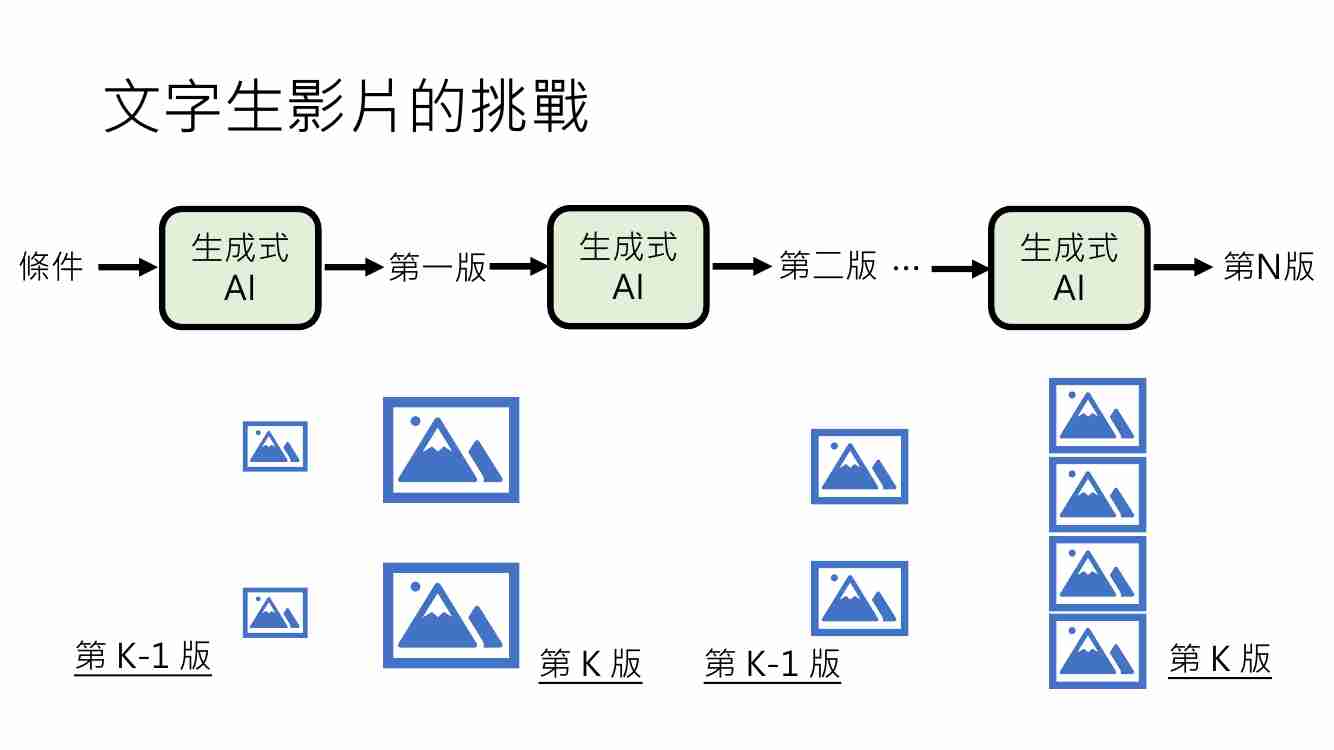 文字生影片的挑戰
條件
生成式
AI
第一版
生成式
AI
第二版 …
生成式
AI
第N版
第 K-1 版
第 K 版
第 K-1 版
第 K 版